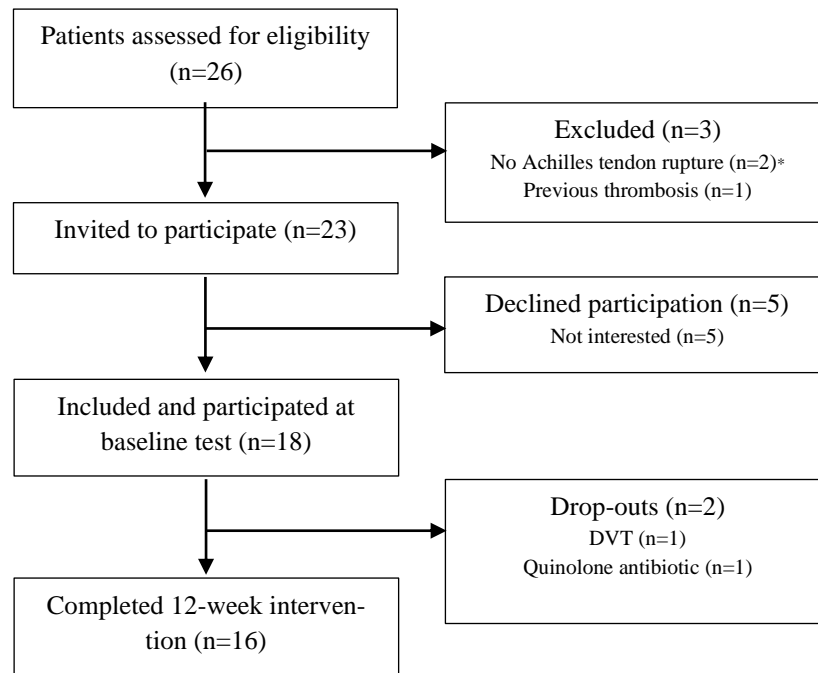 Patients assessed for eligibility
(n=26)
Excluded (n=3)
No Achilles tendon rupture (n=2)*
Previous thrombosis (n=1)
Invited to participate (n=23)
Declined participation (n=5)
Not interested (n=5)
Included and participated at
baseline test (n=18)
Drop-outs (n=2)
DVT (n=1)
Quinolone antibiotic (n=1)
Completed 12-week interven-
tion (n=16)